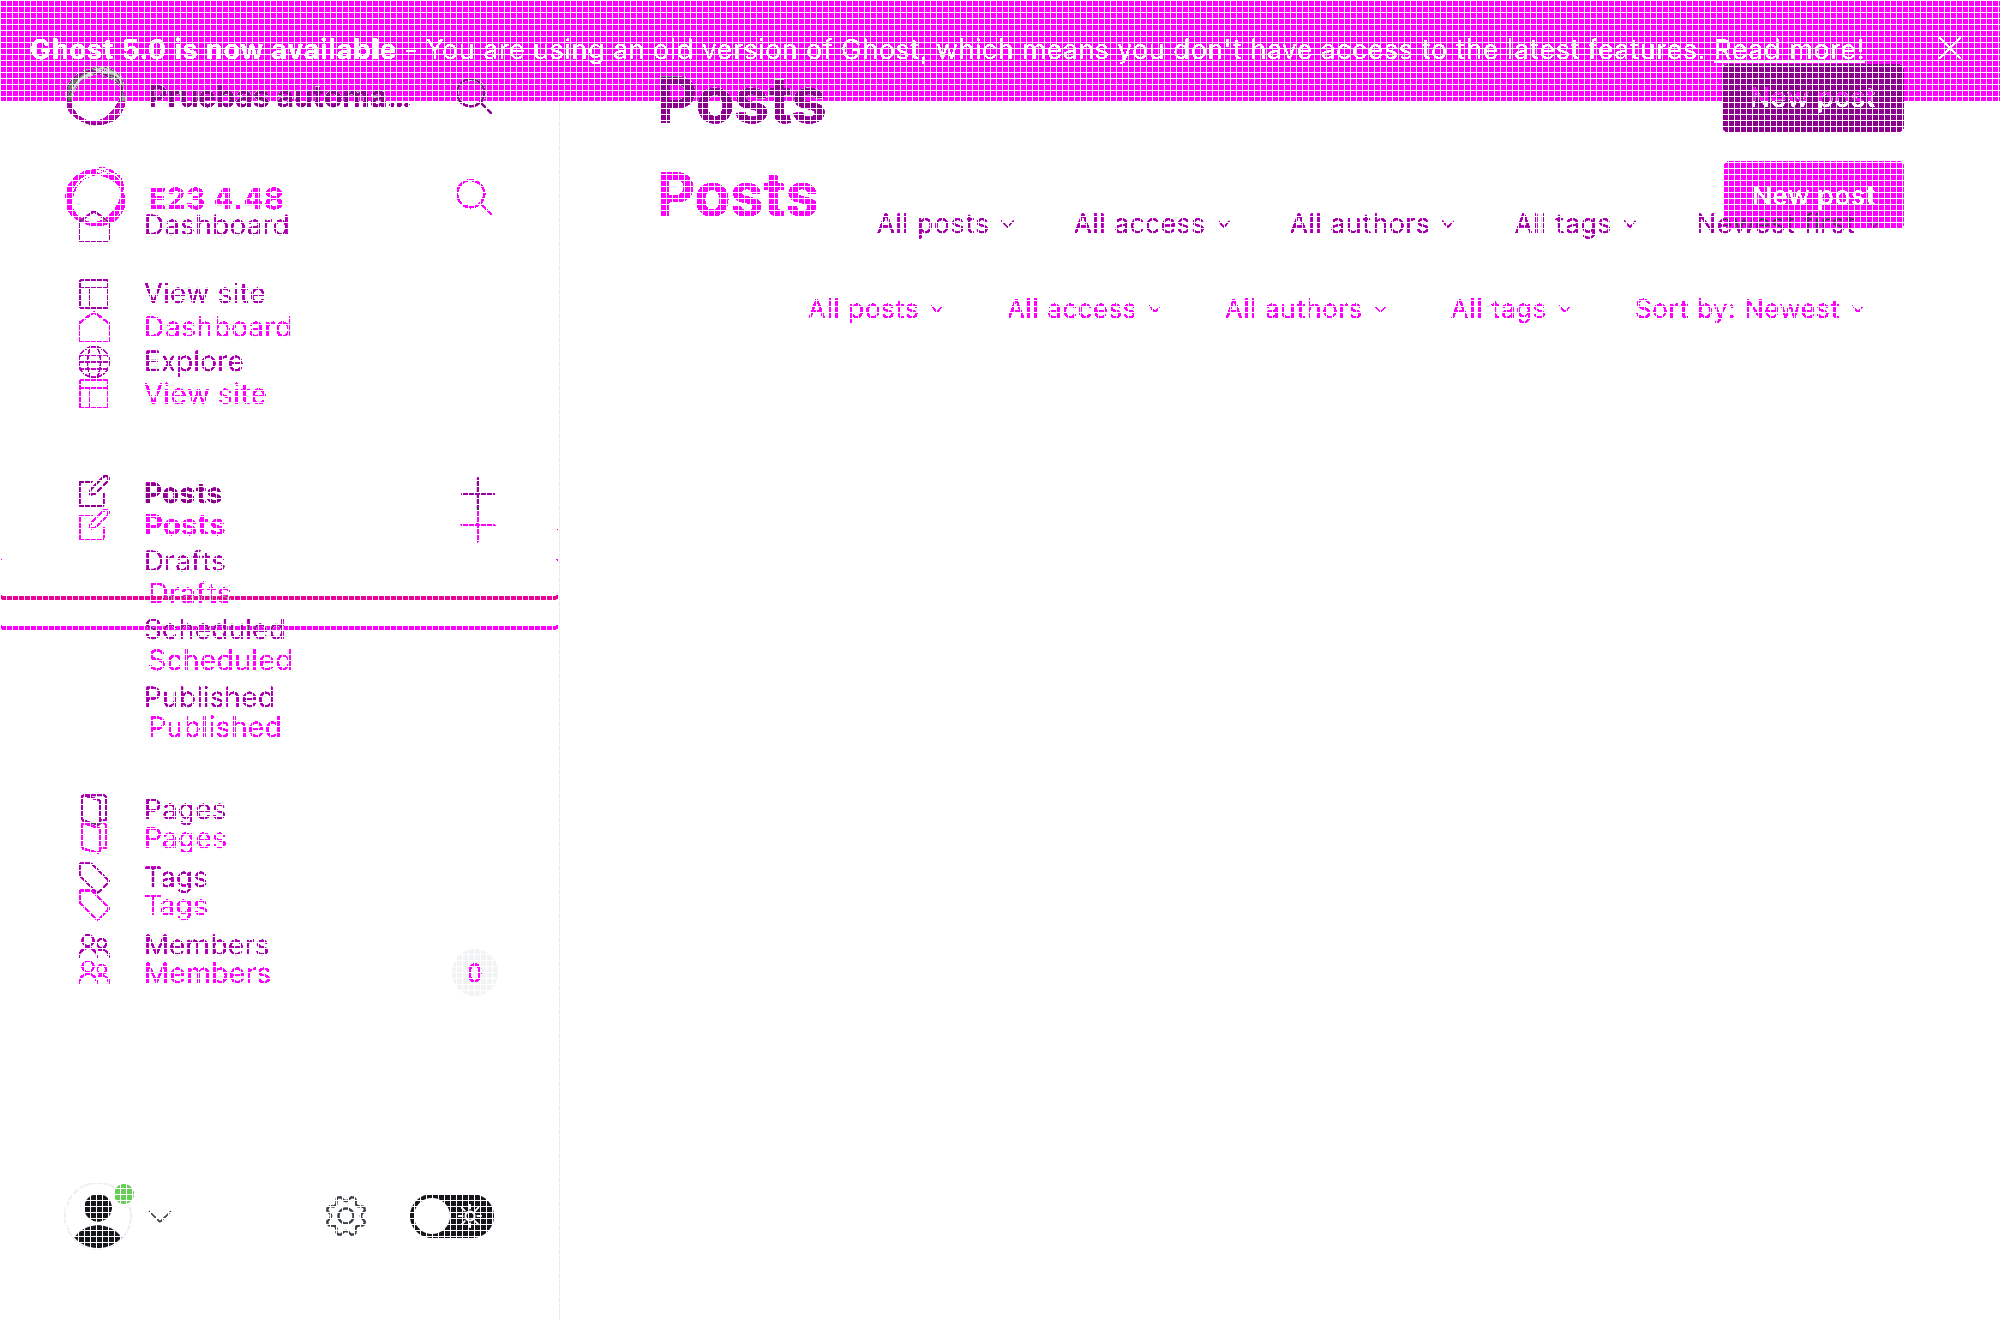 Ghost 5.0 is now available - You are using an old version of Ghost, which means you don't have access to the latest features. Read more!
Pruebas automa... Posts New post
E23 4.48 Posts New post
Dashboard All posts All access All authors All tags Newest first
View site
Dashboard All posts All access All authors All tags Sort by: Newest
Explore
View site
Posts
Posts
Drafts
Drafts
Scheduled
Scheduled
Published
Published
Pages
Pages
Tags
Tags
Members
Members 0